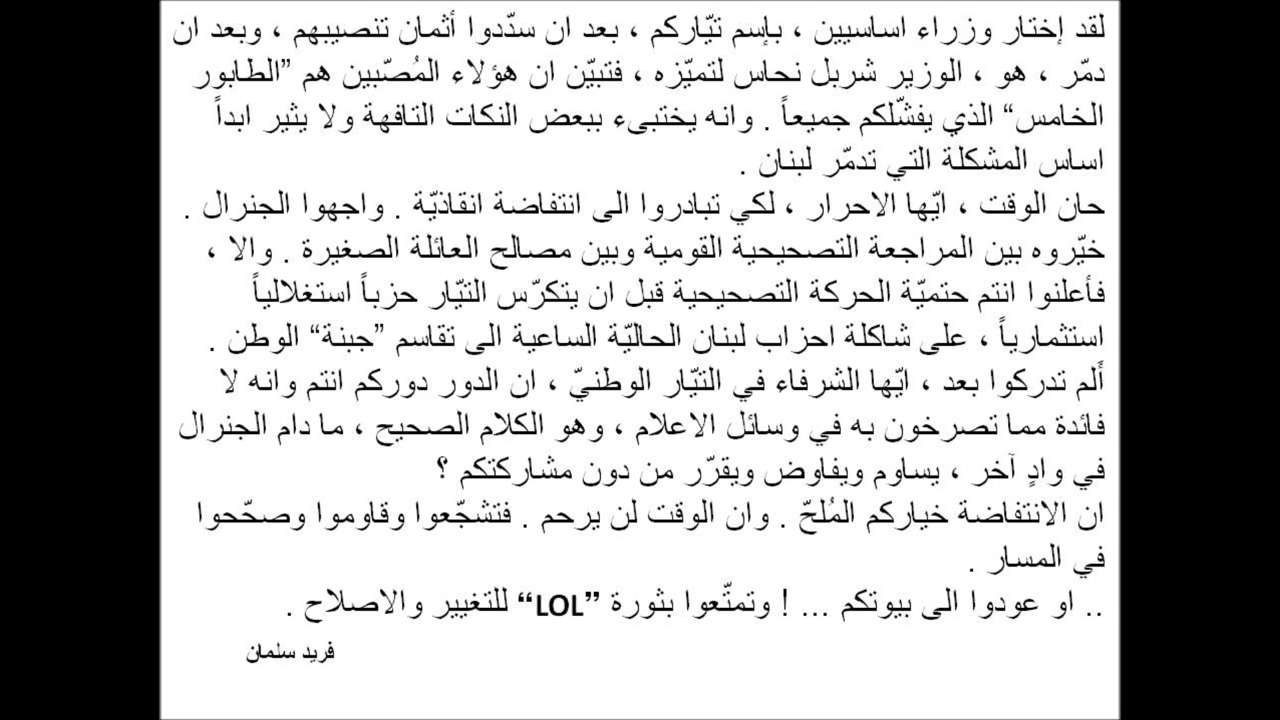 لقد إختار وزراء اساسيين ، بإسم تيّاركم ، بعد ان سدّدوا أثمان تنصيبهم ، وبعد ان
دمّر ، هو ، الوزير شربل نحاس لتميّزه ، فتبيّن ان هؤلاء المُصّبين هم ”الطابور
الخامس“ الذي يفشّلكم جميعاً . وانه يختبىء ببعض النكات التافهة ولا يثير ابداً
اساس المشكلة التي تدمّر لبنان .
حان الوقت ، ايّها الاحرار ، لكي تبادروا الى انتفاضة انقاذيّة . واجهوا الجنرال .
خيّروه بين المراجعة التصحيحية القومية وبين مصالح العائلة الصغيرة . والا ،
فأعلنوا انتم حتميّة الحركة التصحيحية قبل ان يتكرّس التيّار حزباً استغلالياً
استثمارياً ، على شاكلة احزاب لبنان الحاليّة الساعية الى تقاسم ”جبنة“ الوطن .
أَلم تدركوا بعد ، ايّها الشرفاء في التيّار الوطنيّ ، ان الدور دوركم انتم وانه لا
فائدة مما تصرخون به في وسائل الاعلام ، وهو الكلام الصحيح ، ما دام الجنرال
في وادٍ آخر ، يساوم ويفاوض ويقرّر من دون مشاركتكم ؟
ان الانتفاضة خياركم المُلحّ . وان الوقت لن يرحم . فتشجّعوا وقاوموا وصحّحوا
في المسار .
.. او عودوا الى بيوتكم ... ! وتمتّعوا بثورة ”LOL“ للتغيير والاصلاح .
فريد سلمان